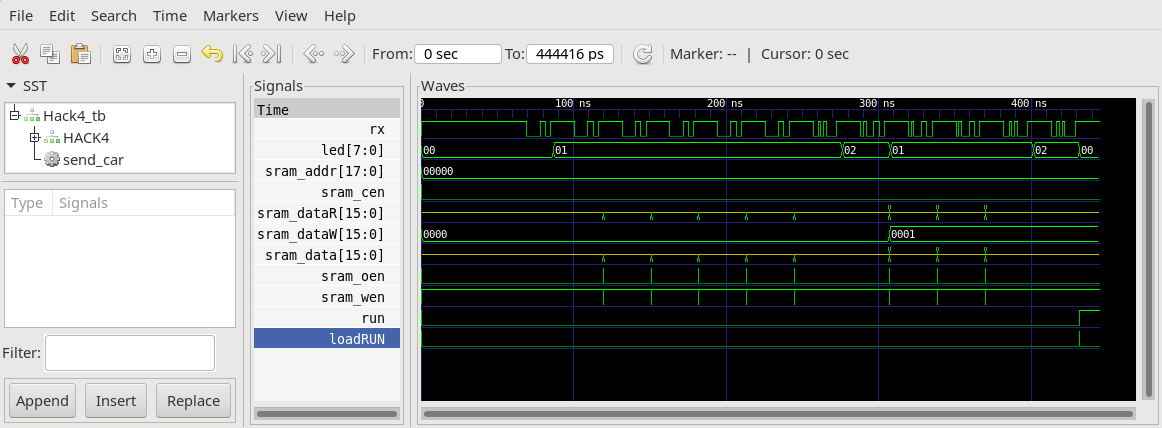 File Edit Search Time Markers View Help
From: 0 sec To: 444416 ps Marker: -- | Cursor: 0 sec
SST
Hack4_tb
HACK4
send_car
Type Signals
Filter:
Append Insert Replace
Signals
Time
rx
led[7:0]
sram_addr[17:0]
sram_cen
sram_dataR[15:0]
sram_dataW[15:0]
sram_data[15:0]
sram_oen
sram_wen
run
loadRUN
Waves
0 100 ns 200 ns 300 ns 400 ns
00 01 02 01 02 00
00000
0000 0001